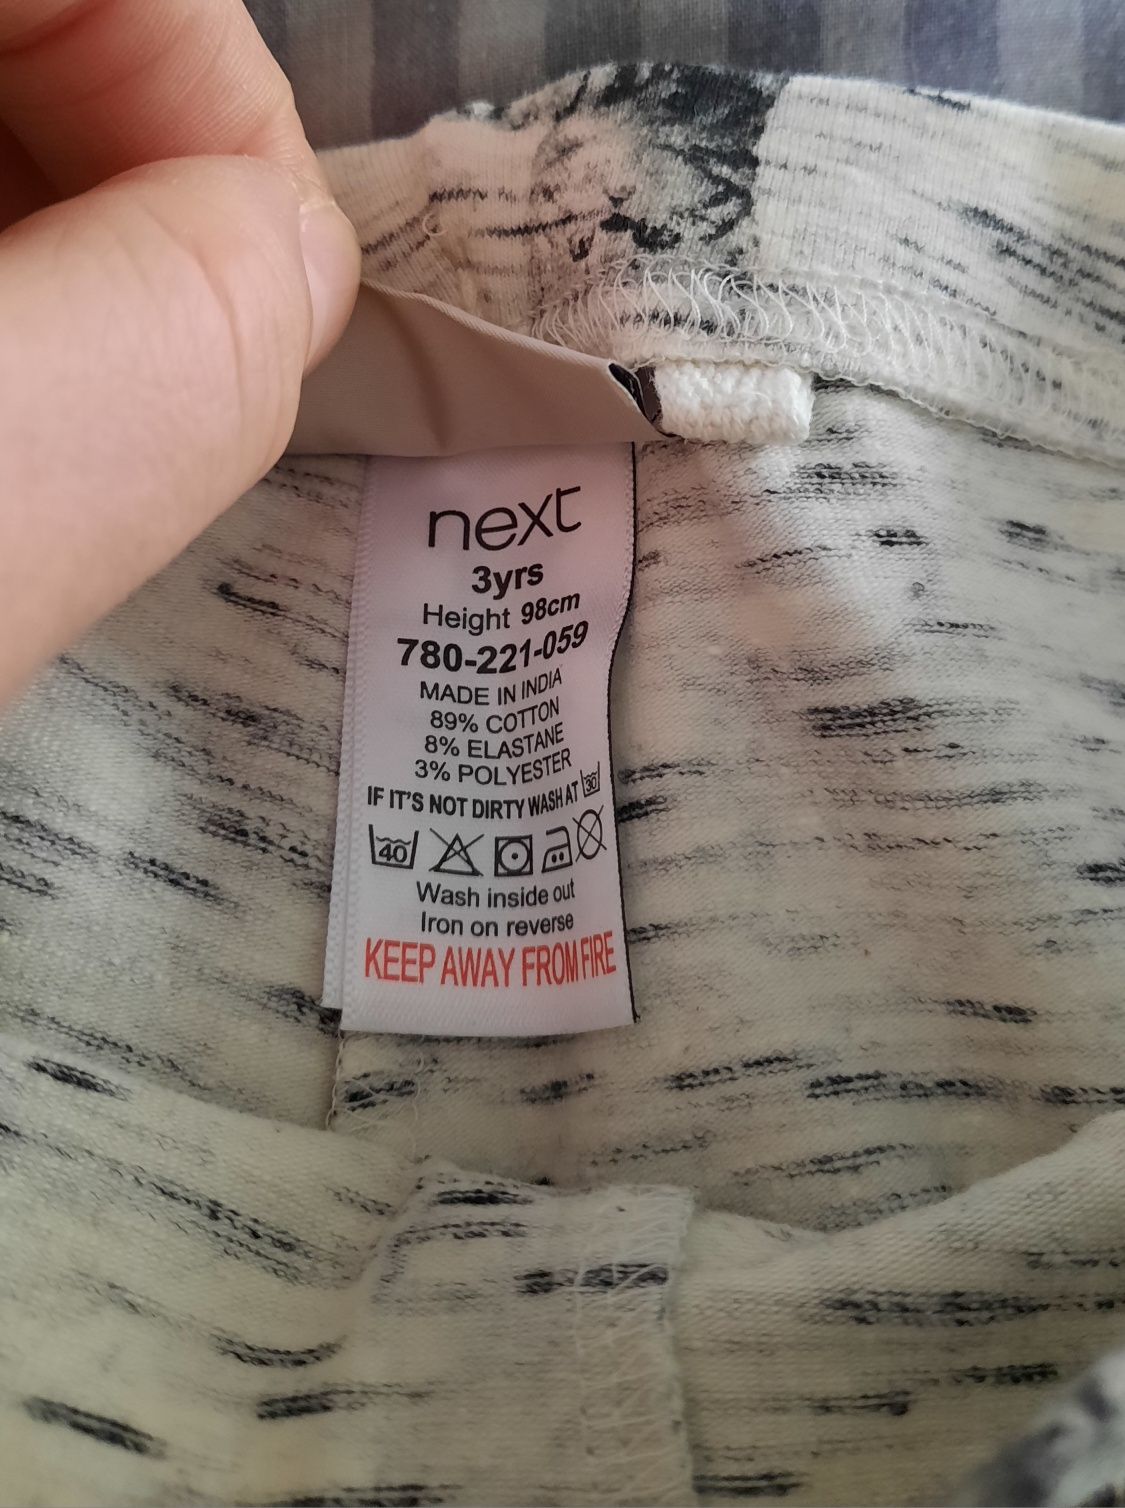 next
3yrs
Height 98cm
780-221-059
MADE IN INDIA
89% COTTON
8% ELASTANE
3% POLYESTER
IF IT'S NOT DIRTY WASH AT 30
40
Wash inside out
Iron on reverse
KEEP AWAY FROM FIRE